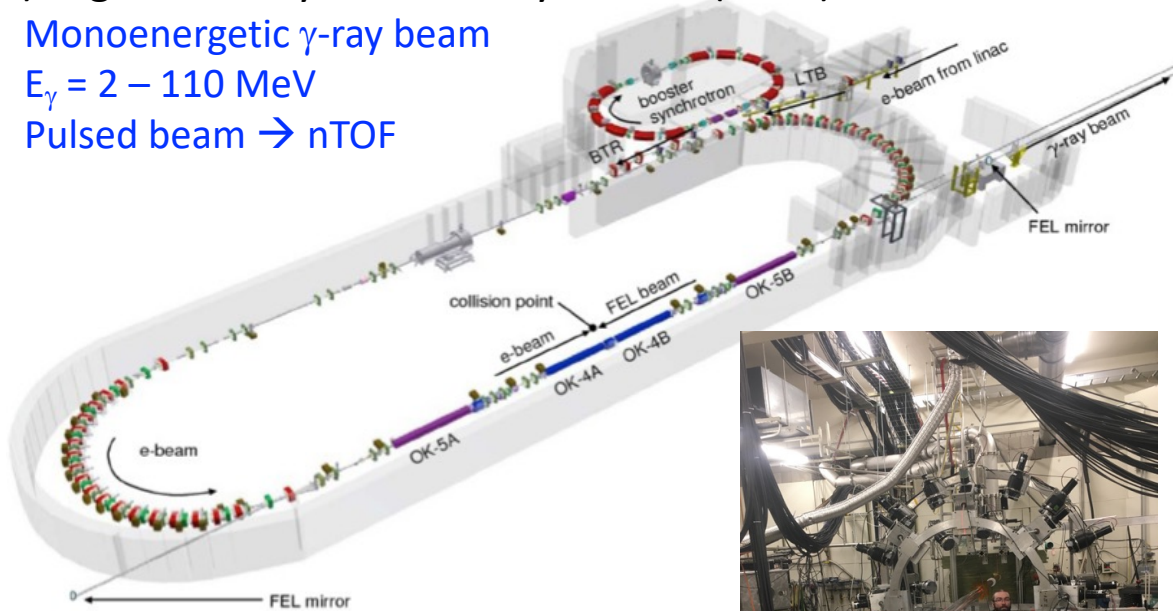 Monoenergetic γ-ray beam
Eγ = 2 – 110 MeV
Pulsed beam → nTOF
booster
synchrotron
LTB
e-beam from linac
BTR
γ-ray beam
FEL mirror
collision point
FEL beam
e-beam
OK-5B
OK-4B
OK-4A
OK-5A
e-beam
FEL mirror